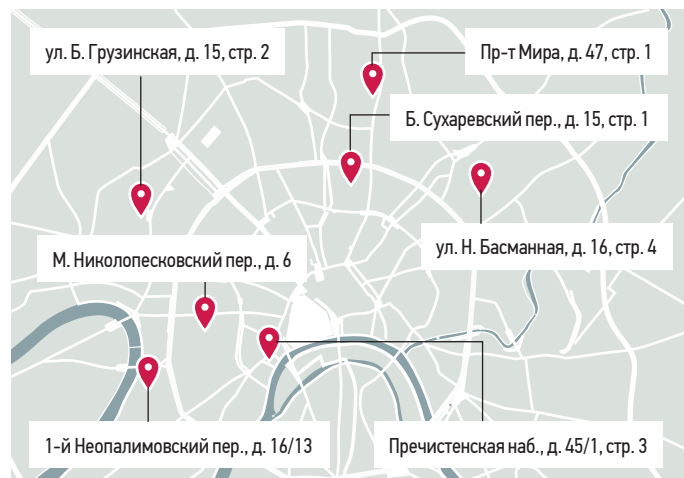 ул. Б. Грузинская, д. 15, стр. 2
Пр-т Мира, д. 47, стр. 1
Б. Сухаревский пер., д. 15, стр. 1
ул. Н. Басманная, д. 16, стр. 4
М. Николопесковский пер., д. 6
1-й Неопалимовский пер., д. 16/13
Пречистенская наб., д. 45/1, стр. 3